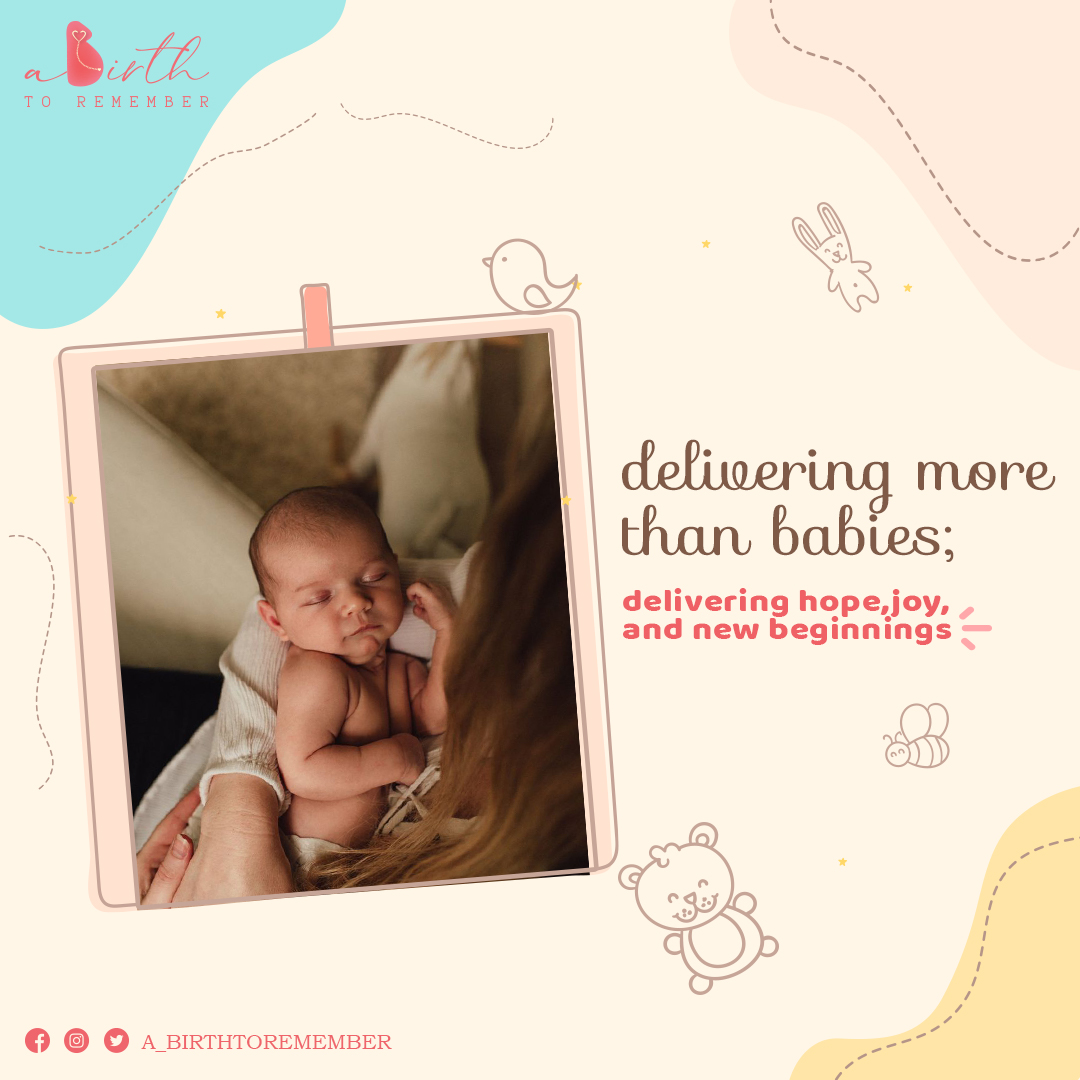 a Birth
TO REMEMBER
delivering more
than babies;
delivering hope,joy,
and new beginnings
A_BIRTHTOREMEMBER